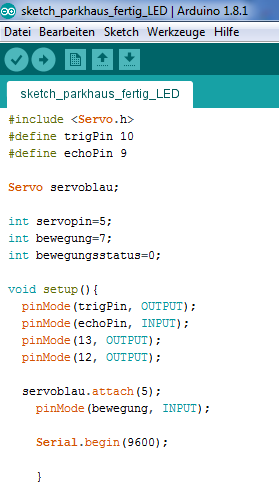 sketch_parkhaus_fertig_LED | Arduino 1.8.1
Datei Bearbeiten Sketch Werkzeuge Hilfe
sketch_parkhaus_fertig_LED
#include <Servo.h>
#define trigPin 10
#define echoPin 9
Servo servoblau;
int servopin=5;
int bewegung=7;
int bewegungsstatus=0;
void setup(){
pinMode(trigPin, OUTPUT);
pinMode(echoPin, INPUT);
pinMode(13, OUTPUT);
pinMode(12, OUTPUT);
servoblau.attach(5);
pinMode(bewegung, INPUT);
Serial.begin(9600);
}